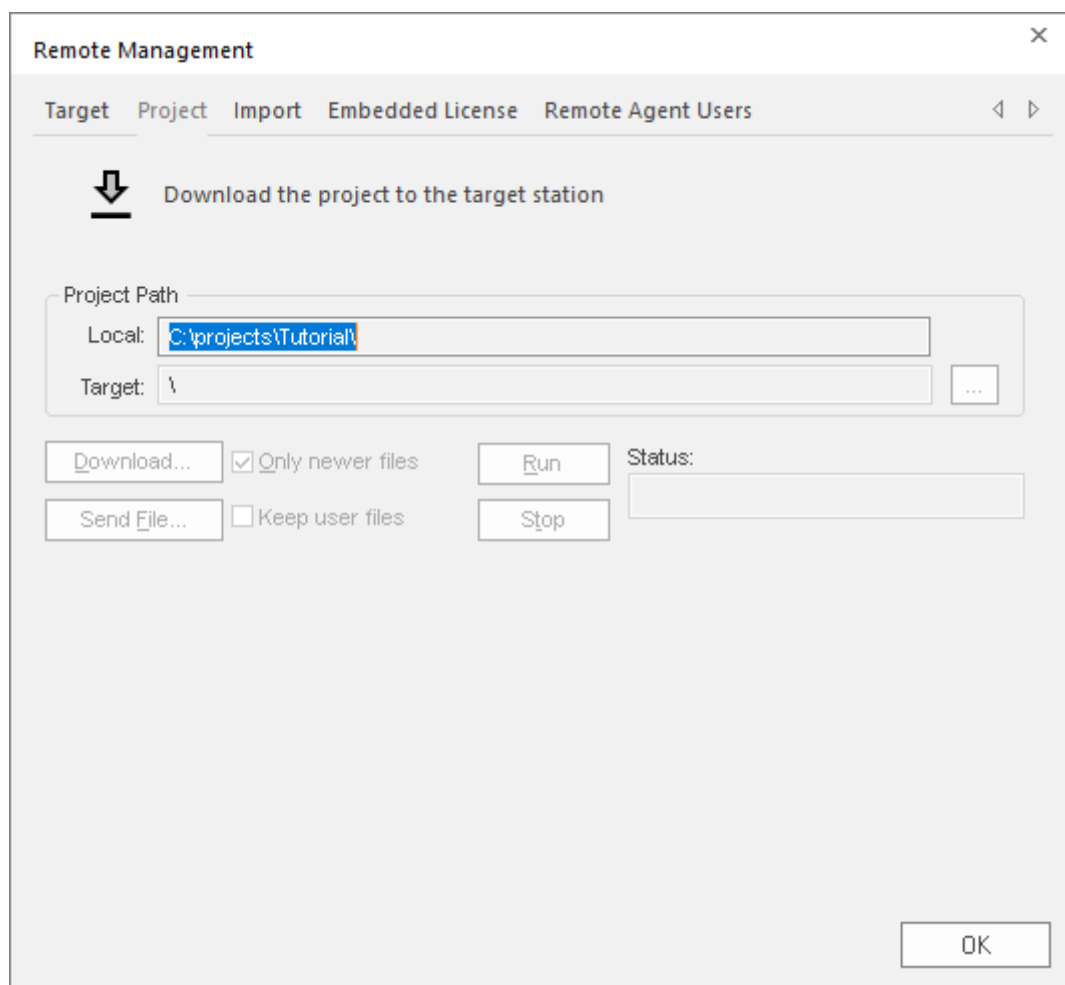 Remote Management
Target Project Import Embedded License Remote Agent Users
Download the project to the target station
Project Path
Local: C:\projects\Tutorial\
Target: \ ...
Download... Only newer files Run Status:
Send File... Keep user files Stop
OK